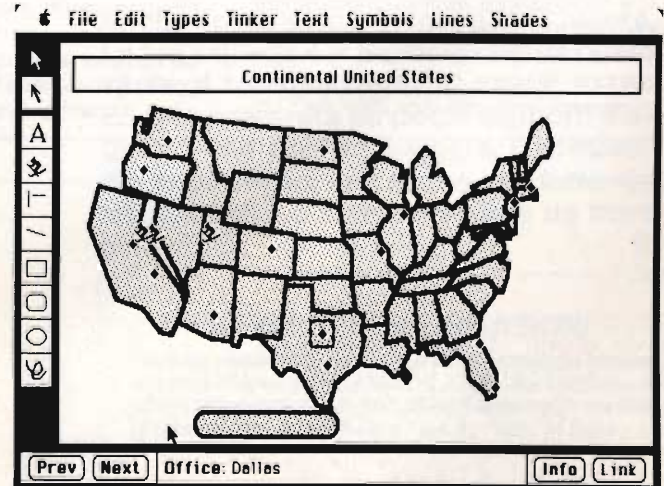 File Edit Types Tinker Text Symbols Lines Shades
Continental United States
A
Prev Next Office: Dallas Info Link